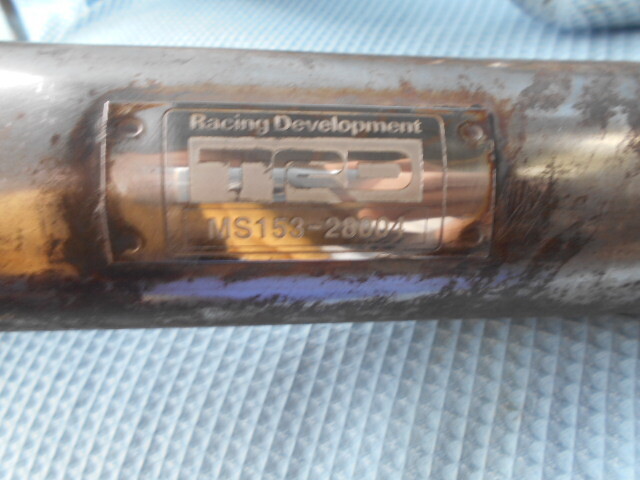 Racing Development
TRD
MS153-28004